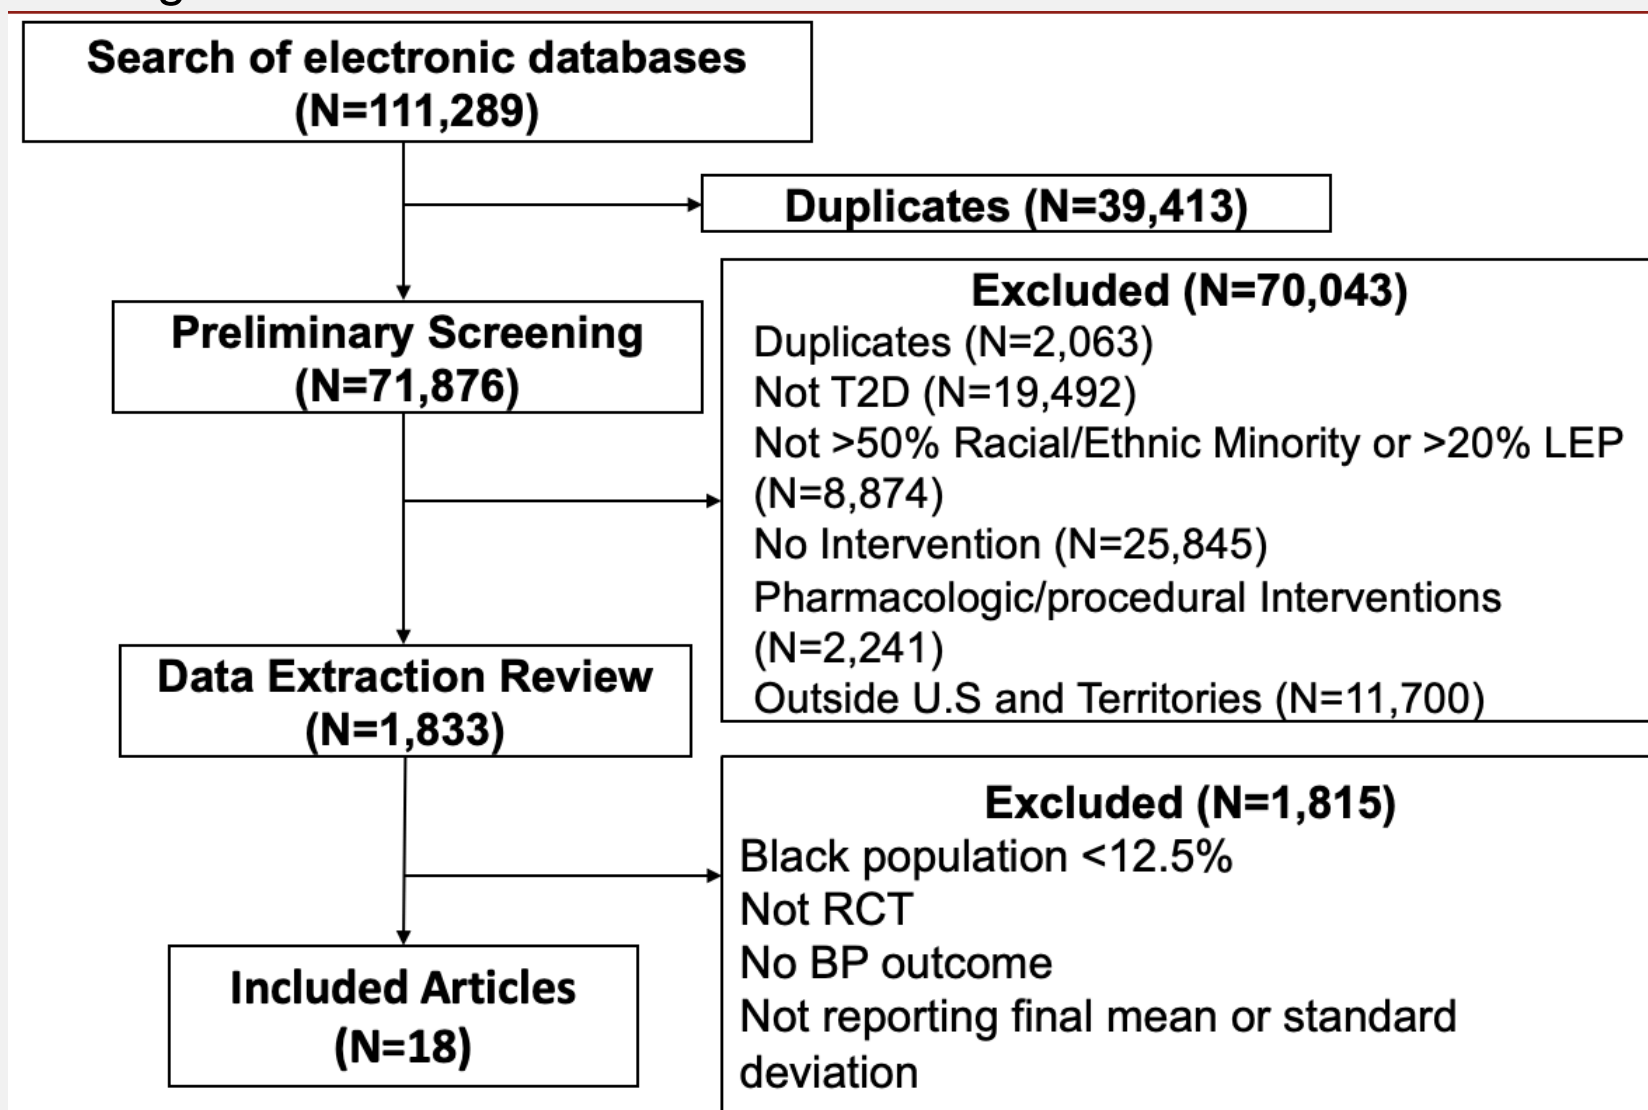 Search of electronic databases
(N=111,289)
Duplicates (N=39,413)
Preliminary Screening
(N=71,876)
Excluded (N=70,043)
Duplicates (N=2,063)
Not T2D (N=19,492)
Not >50% Racial/Ethnic Minority or >20% LEP
(N=8,874)
No Intervention (N=25,845)
Pharmacologic/procedural Interventions
(N=2,241)
Outside U.S and Territories (N=11,700)
Data Extraction Review
(N=1,833)
Excluded (N=1,815)
Black population <12.5%
Not RCT
No BP outcome
Not reporting final mean or standard
deviation
Included Articles
(N=18)